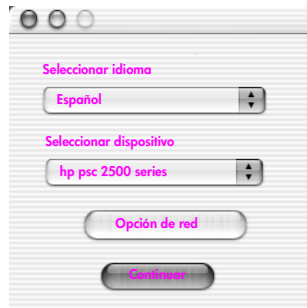 Seleccionar idioma
Español
Seleccionar dispositivo
hp psc 2500 series
Opción de red
Continuar